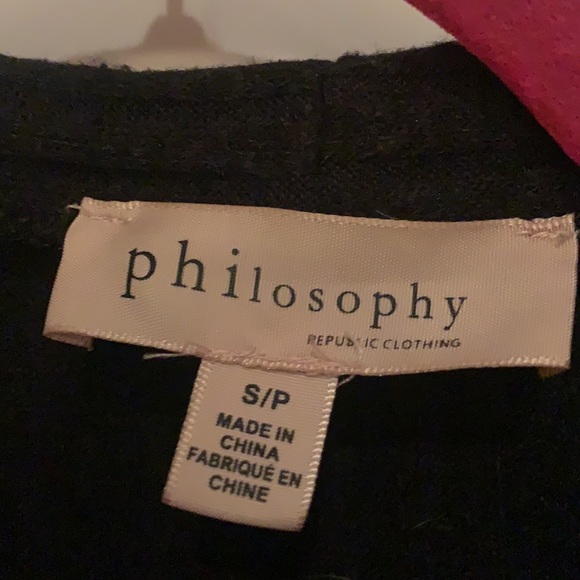 philosophy
REPUBLIC CLOTHING
S/P
MADE IN
CHINA
FABRIQUÉ EN
CHINE